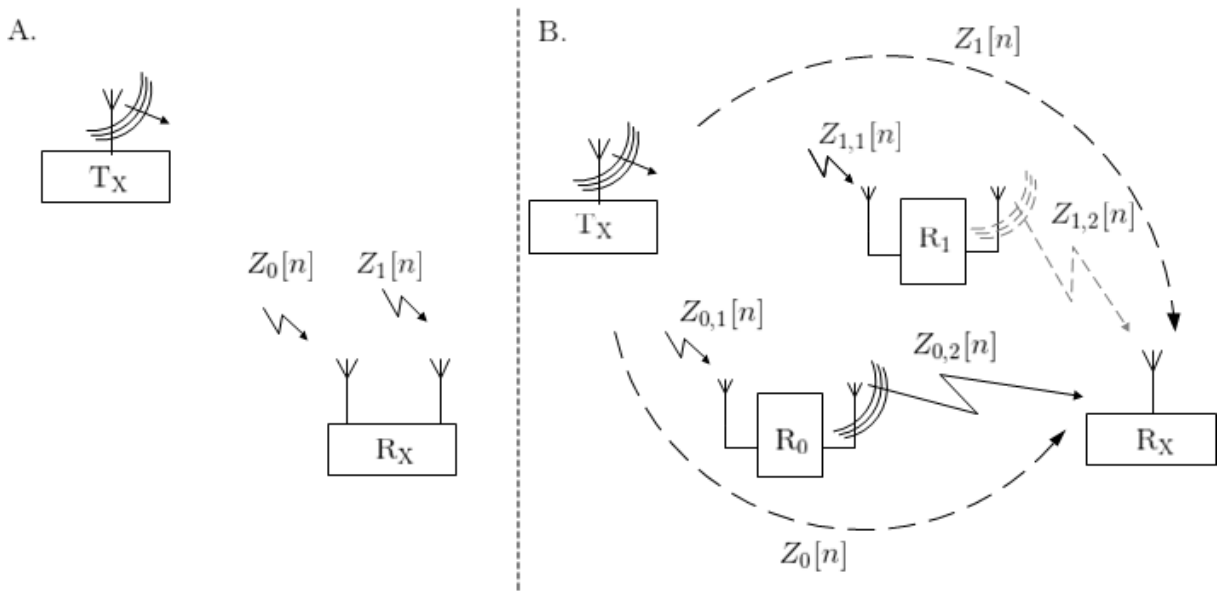 A.
T_X
Z_0[n]
Z_1[n]
R_X
B.
Z_1[n]
T_X
Z_{1,1}[n]
R_1
Z_{1,2}[n]
Z_{0,1}[n]
Z_{0,2}[n]
R_0
R_X
Z_0[n]